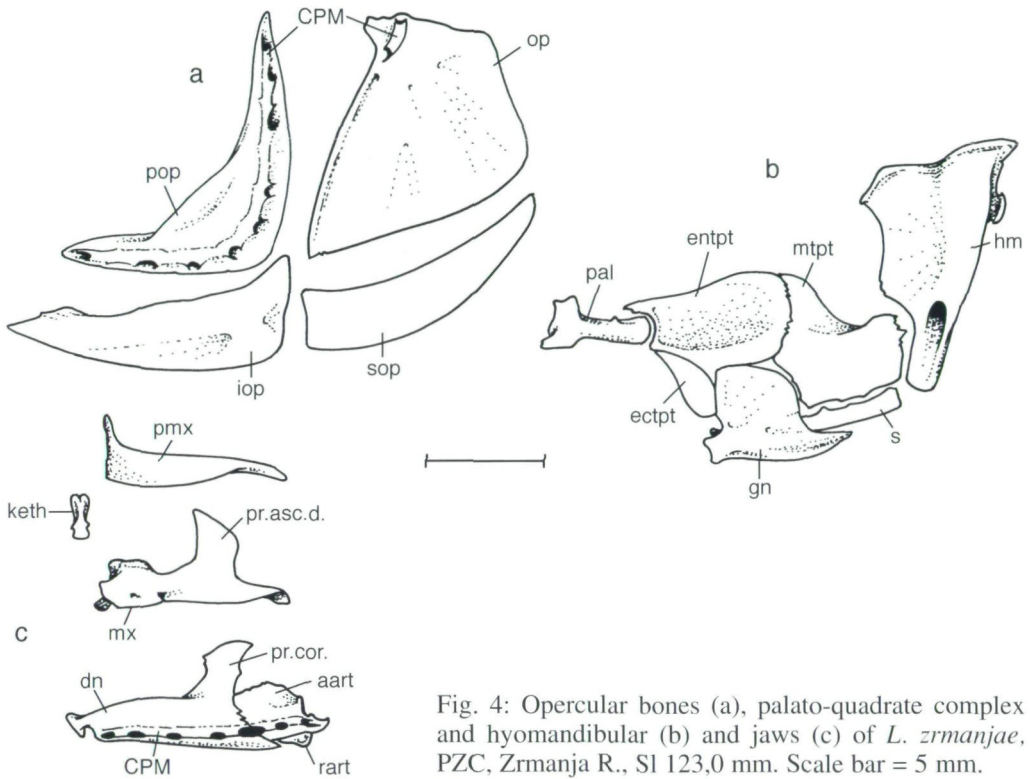 CPM
op
a
pop
iop
sop
b
entpt
mtpt
hm
pal
ectpt
s
gn
pmx
keth
pr.asc.d.
mx
c
pr.cor.
dn
aart
CPM
rart
Fig. 4: Opercular bones (a), palato-quadrate complex
and hyomandibular (b) and jaws (c) of L. zrmanjae,
PZC, Zrmanja R., Sl 123,0 mm. Scale bar = 5 mm.